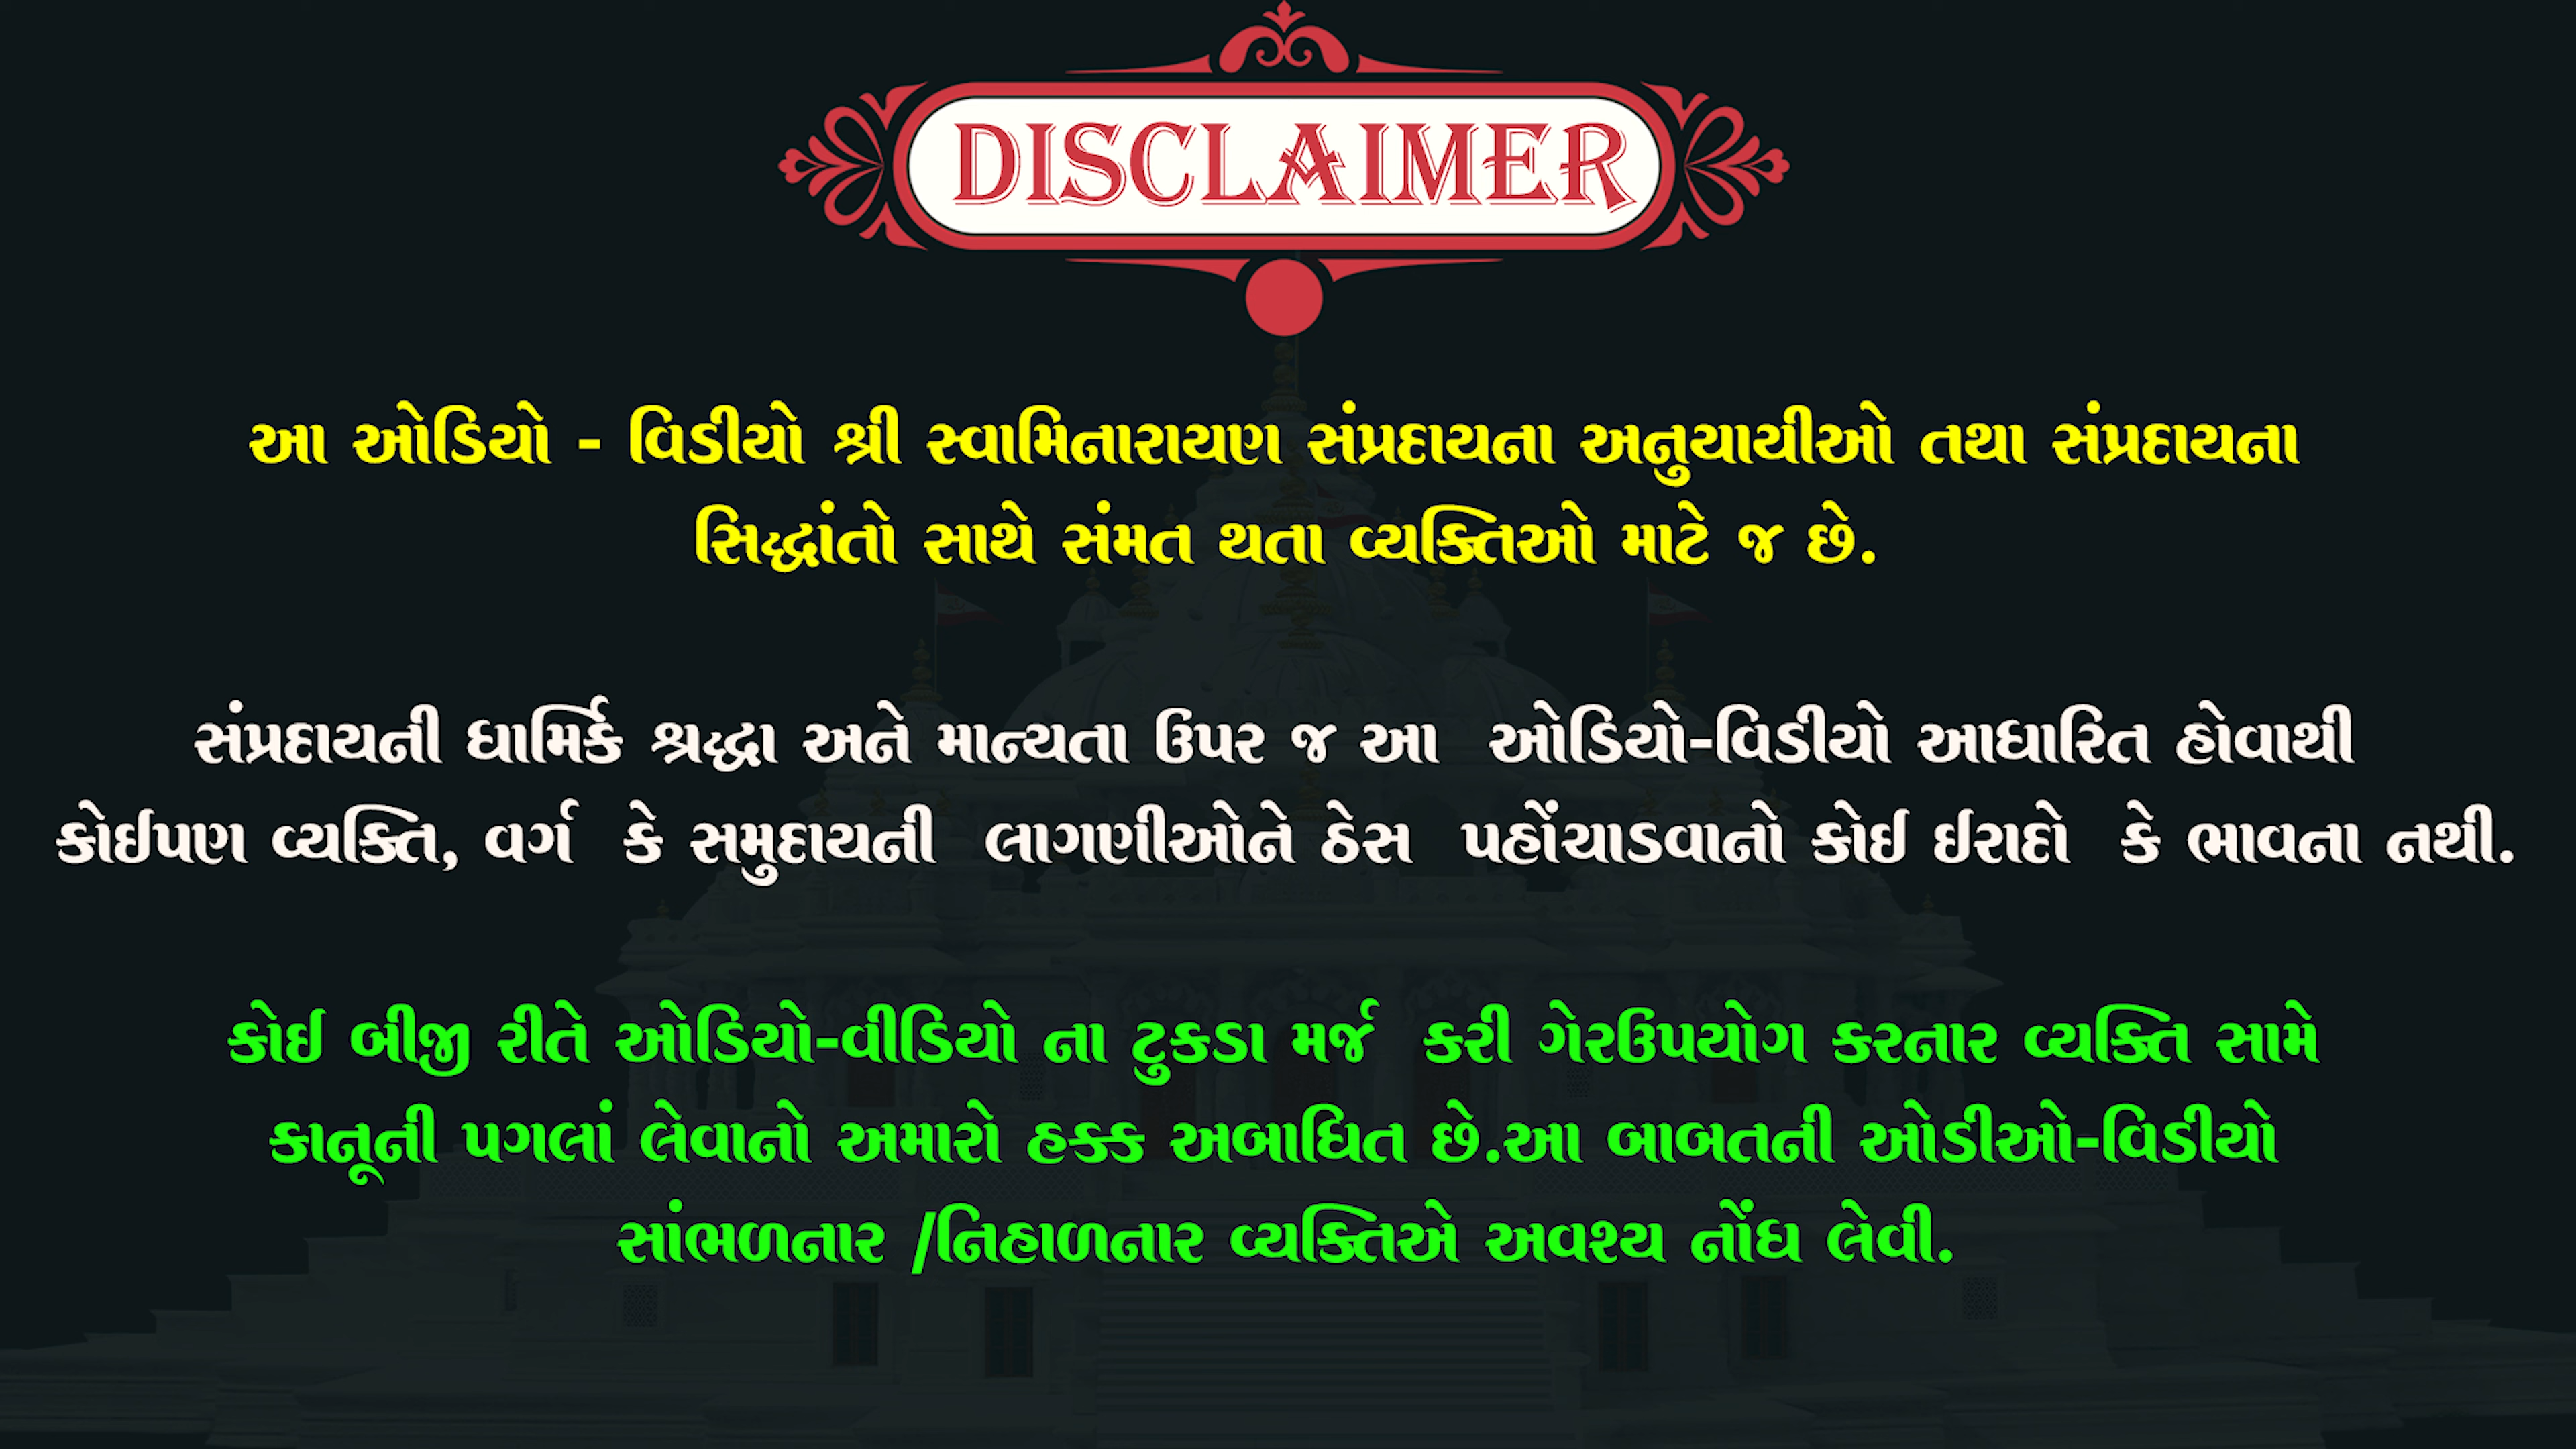 DISCLAIMER
આ ઓડિયો - વિડીયો શ્રી સ્વામિનારાયણ સંપ્રદાયના અનુયાયીઓ તથા સંપ્રદાયના
સિદ્ધાંતો સાથે સંમત થતા વ્યક્તિઓ માટે જ છે.
સંપ્રદાયની ધાર્મિક શ્રદ્ધા અને માન્યતા ઉપર જ આ ઓડિયો-વિડીયો આધારિત હોવાથી
કોઈપણ વ્યક્તિ, વર્ગ કે સમુદાયની લાગણીઓને ઠેસ પહોંચાડવાનો કોઈ ઈરાદો કે ભાવના નથી.
કોઈ બીજી રીતે ઓડિયો-વીડિયો ના ટુકડા મર્જ કરી ગેરઉપયોગ કરનાર વ્યક્તિ સામે
કાનૂની પગલાં લેવાનો અમારો હક્ક અબાધિત છે.આ બાબતની ઓડીઓ-વિડીયો
સાંભળનાર /નિહાળનાર વ્યક્તિએ અવશ્ય નોંધ લેવી.